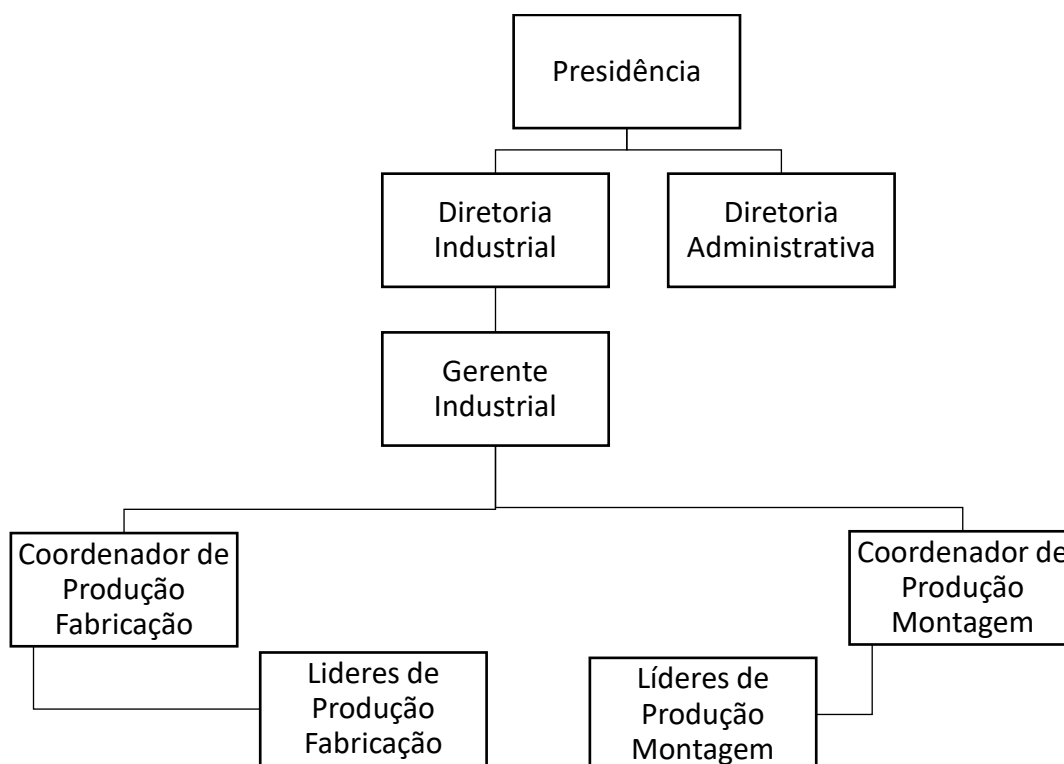 Presidência
Diretoria
Industrial
Diretoria
Administrativa
Gerente
Industrial
Coordenador de
Produção
Fabricação
Coordenador de
Produção
Montagem
Lideres de
Produção
Fabricação
Líderes de
Produção
Montagem